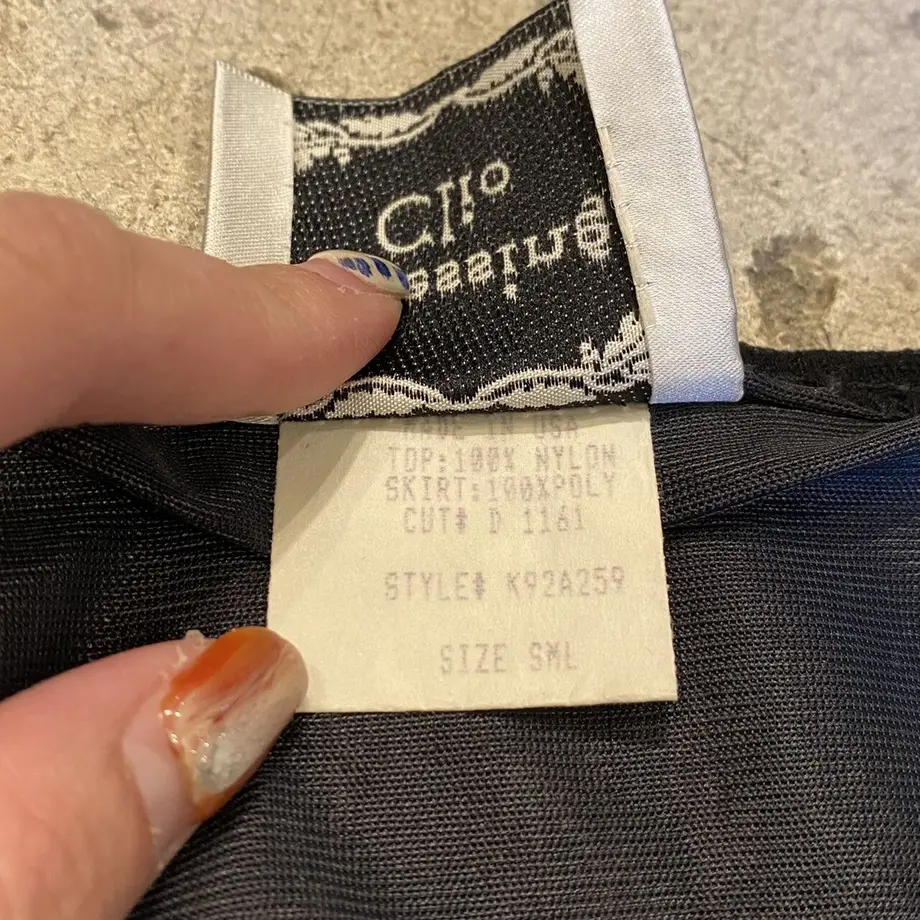 Clio
MADE IN USA
TOP:100% NYLON
SKIRT:100%POLY
CUT# D 1161
STYLE# K92A259
SIZE SML